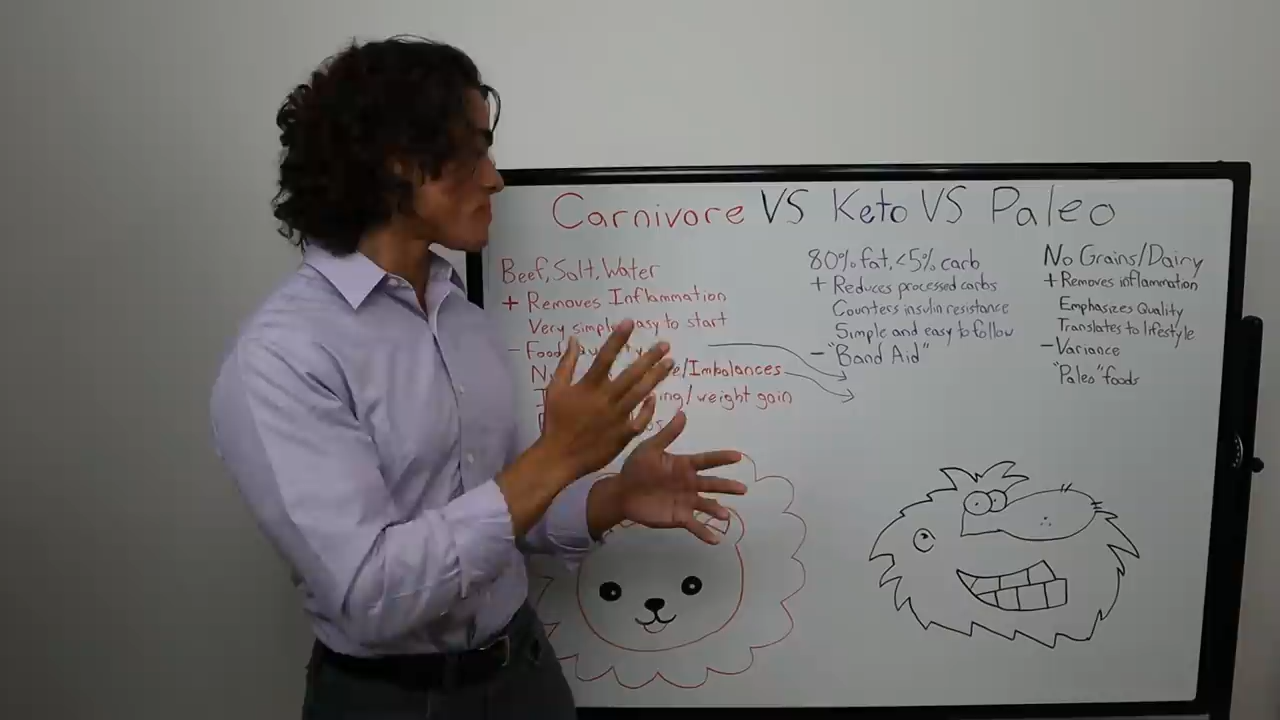 Carnivore VS Keto VS Paleo
Beef, Salt, Water
+ Removes Inflammation
Very simple/easy to start
- Food
/Imbalances
/weight gain
80% fat, <5% carb
+ Reduces processed carbs
Counters insulin resistance
Simple and easy to follow
- "Band Aid"
No Grains/Dairy
+ Removes inflammation
Emphasizes Quality
Translates to lifestyle
- Variance
"Paleo" foods